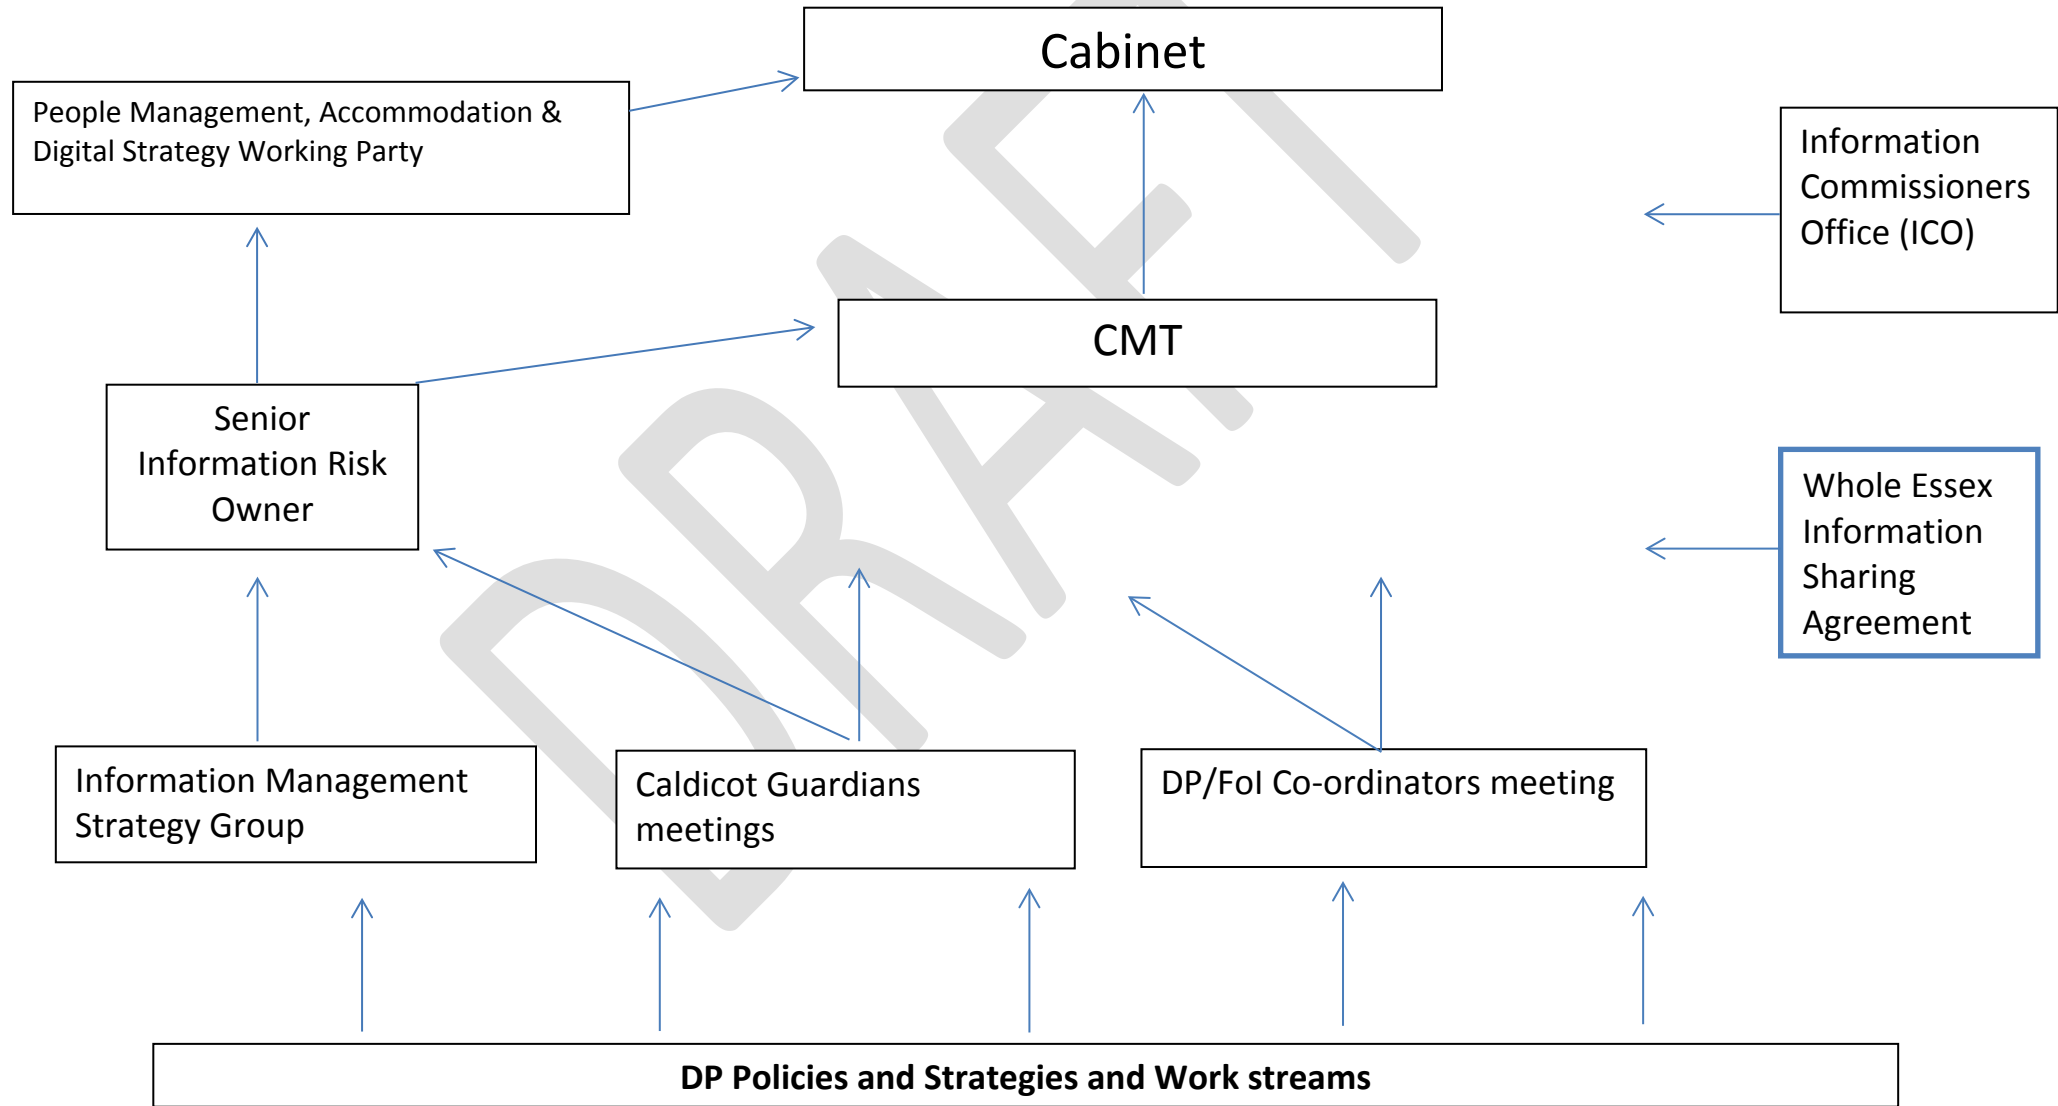 Cabinet
People Management, Accommodation &
Digital Strategy Working Party
Information
Commissioners
Office (ICO)
CMT
Senior
Information Risk
Owner
Whole Essex
Information
Sharing
Agreement
Information Management
Strategy Group
Caldicot Guardians
meetings
DP/FoI Co-ordinators meeting
DP Policies and Strategies and Work streams
DRAFT